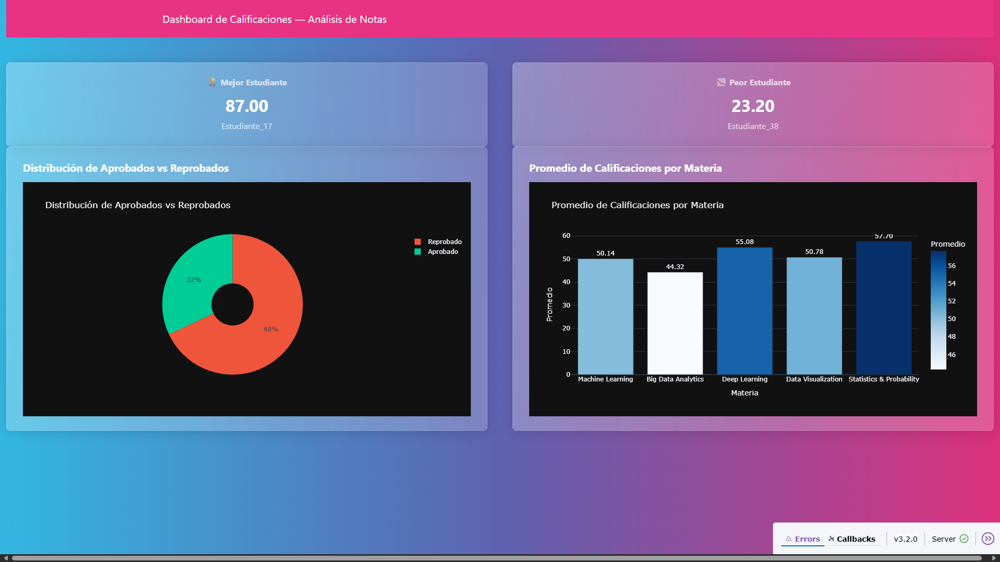 Dashboard de Calificaciones — Análisis de Notas
🏆 Mejor Estudiante
87.00
Estudiante_17
📉 Peor Estudiante
23.20
Estudiante_38
Distribución de Aprobados vs Reprobados
Distribución de Aprobados vs Reprobados
Reprobado
Aprobado
32%
68%
Promedio de Calificaciones por Materia
Promedio de Calificaciones por Materia
Promedio
60
50
40
30
20
10
0
50.14
44.32
55.08
50.78
57.70
Machine Learning
Big Data Analytics
Deep Learning
Data Visualization
Statistics & Probability
Materia
Promedio
56
54
52
50
48
46
Errors
Callbacks
v3.2.0
Server